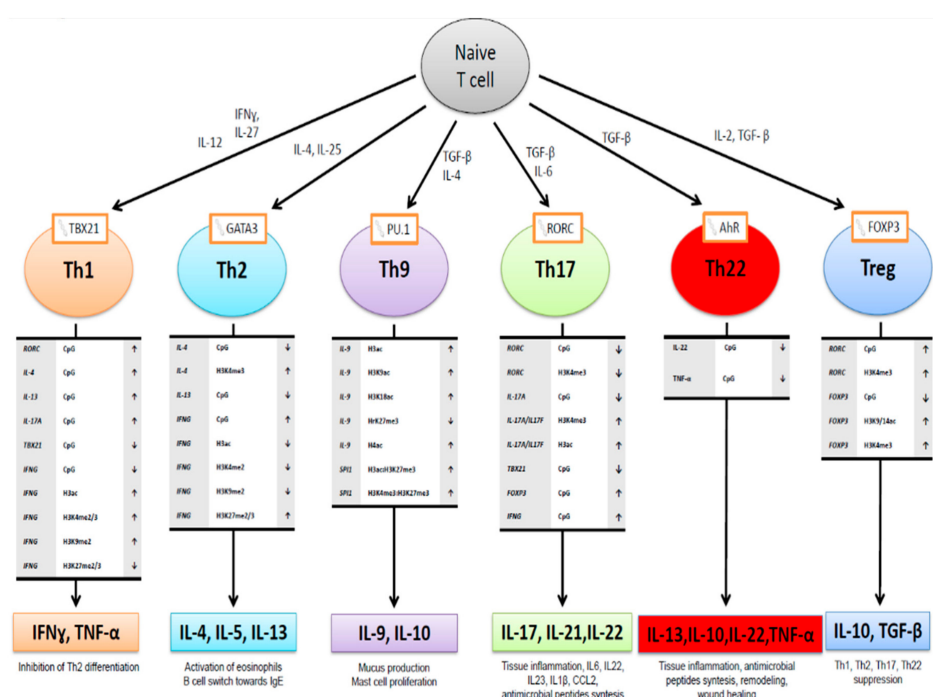 Naive
T cell
IFNγ,
IL-27
IL-12
IL-4, IL-25
TGF-β
IL-4
TGF-β
IL-6
TGF-β
IL-2, TGF- β
TBX21
GATA3
PU.1
RORC
AhR
FOXP3
Th1
Th2
Th9
Th17
Th22
Treg
RORC CpG ↑
IL-4 CpG ↑
IL-13 CpG ↑
IL-17A CpG ↑
TBX21 CpG ↓
IFNG CpG ↓
IFNG H3ac ↑
IFNG H3K4me2/3 ↑
IFNG H3K9me2 ↑
IFNG H3K27me2/3 ↓
IL-4 CpG ↓
IL-4 H3K4me3 ↑
IL-13 CpG ↓
IFNG CpG ↑
IFNG H3ac ↓
IFNG H3K4me2 ↓
IFNG H3K9me2 ↓
IFNG H3K27me2/3 ↑
IL-9 H3ac ↑
IL-9 H3K9ac ↑
IL-9 H3K18ac ↑
IL-9 HrK27me3 ↓
IL-9 H4ac ↑
SPI1 H3ac:H3K27me3 ↑
SPI1 H3K4me3:H3K27me3 ↑
RORC CpG ↓
RORC H3K4me3 ↓
IL-17A CpG ↓
IL-17A/IL17F H3K4me3 ↑
IL-17A/IL17F H3ac ↑
TBX21 CpG ↓
FOXP3 CpG ↑
IFNG CpG ↑
IL-22 CpG ↓
TNF-α CpG ↓
RORC CpG ↑
RORC H3K4me3 ↑
FOXP3 CpG ↓
FOXP3 H3K9/14ac ↑
FOXP3 H3K4me3 ↑
IFNγ, TNF-α
IL-4, IL-5, IL-13
IL-9, IL-10
IL-17, IL-21,IL-22
IL-13,IL-10,IL-22,TNF-α
IL-10, TGF-β
Inhibition of Th2 differentiation
Activation of eosinophils
B cell switch towards IgE
Mucus production
Mast cell proliferation
Tissue inflammation, IL6, IL22,
IL23, IL1β, CCL2,
antimicrobial peptides syntesis
Tissue inflammation, antimicrobial
peptides syntesis, remodeling,
wound healing
Th1, Th2, Th17, Th22
suppression